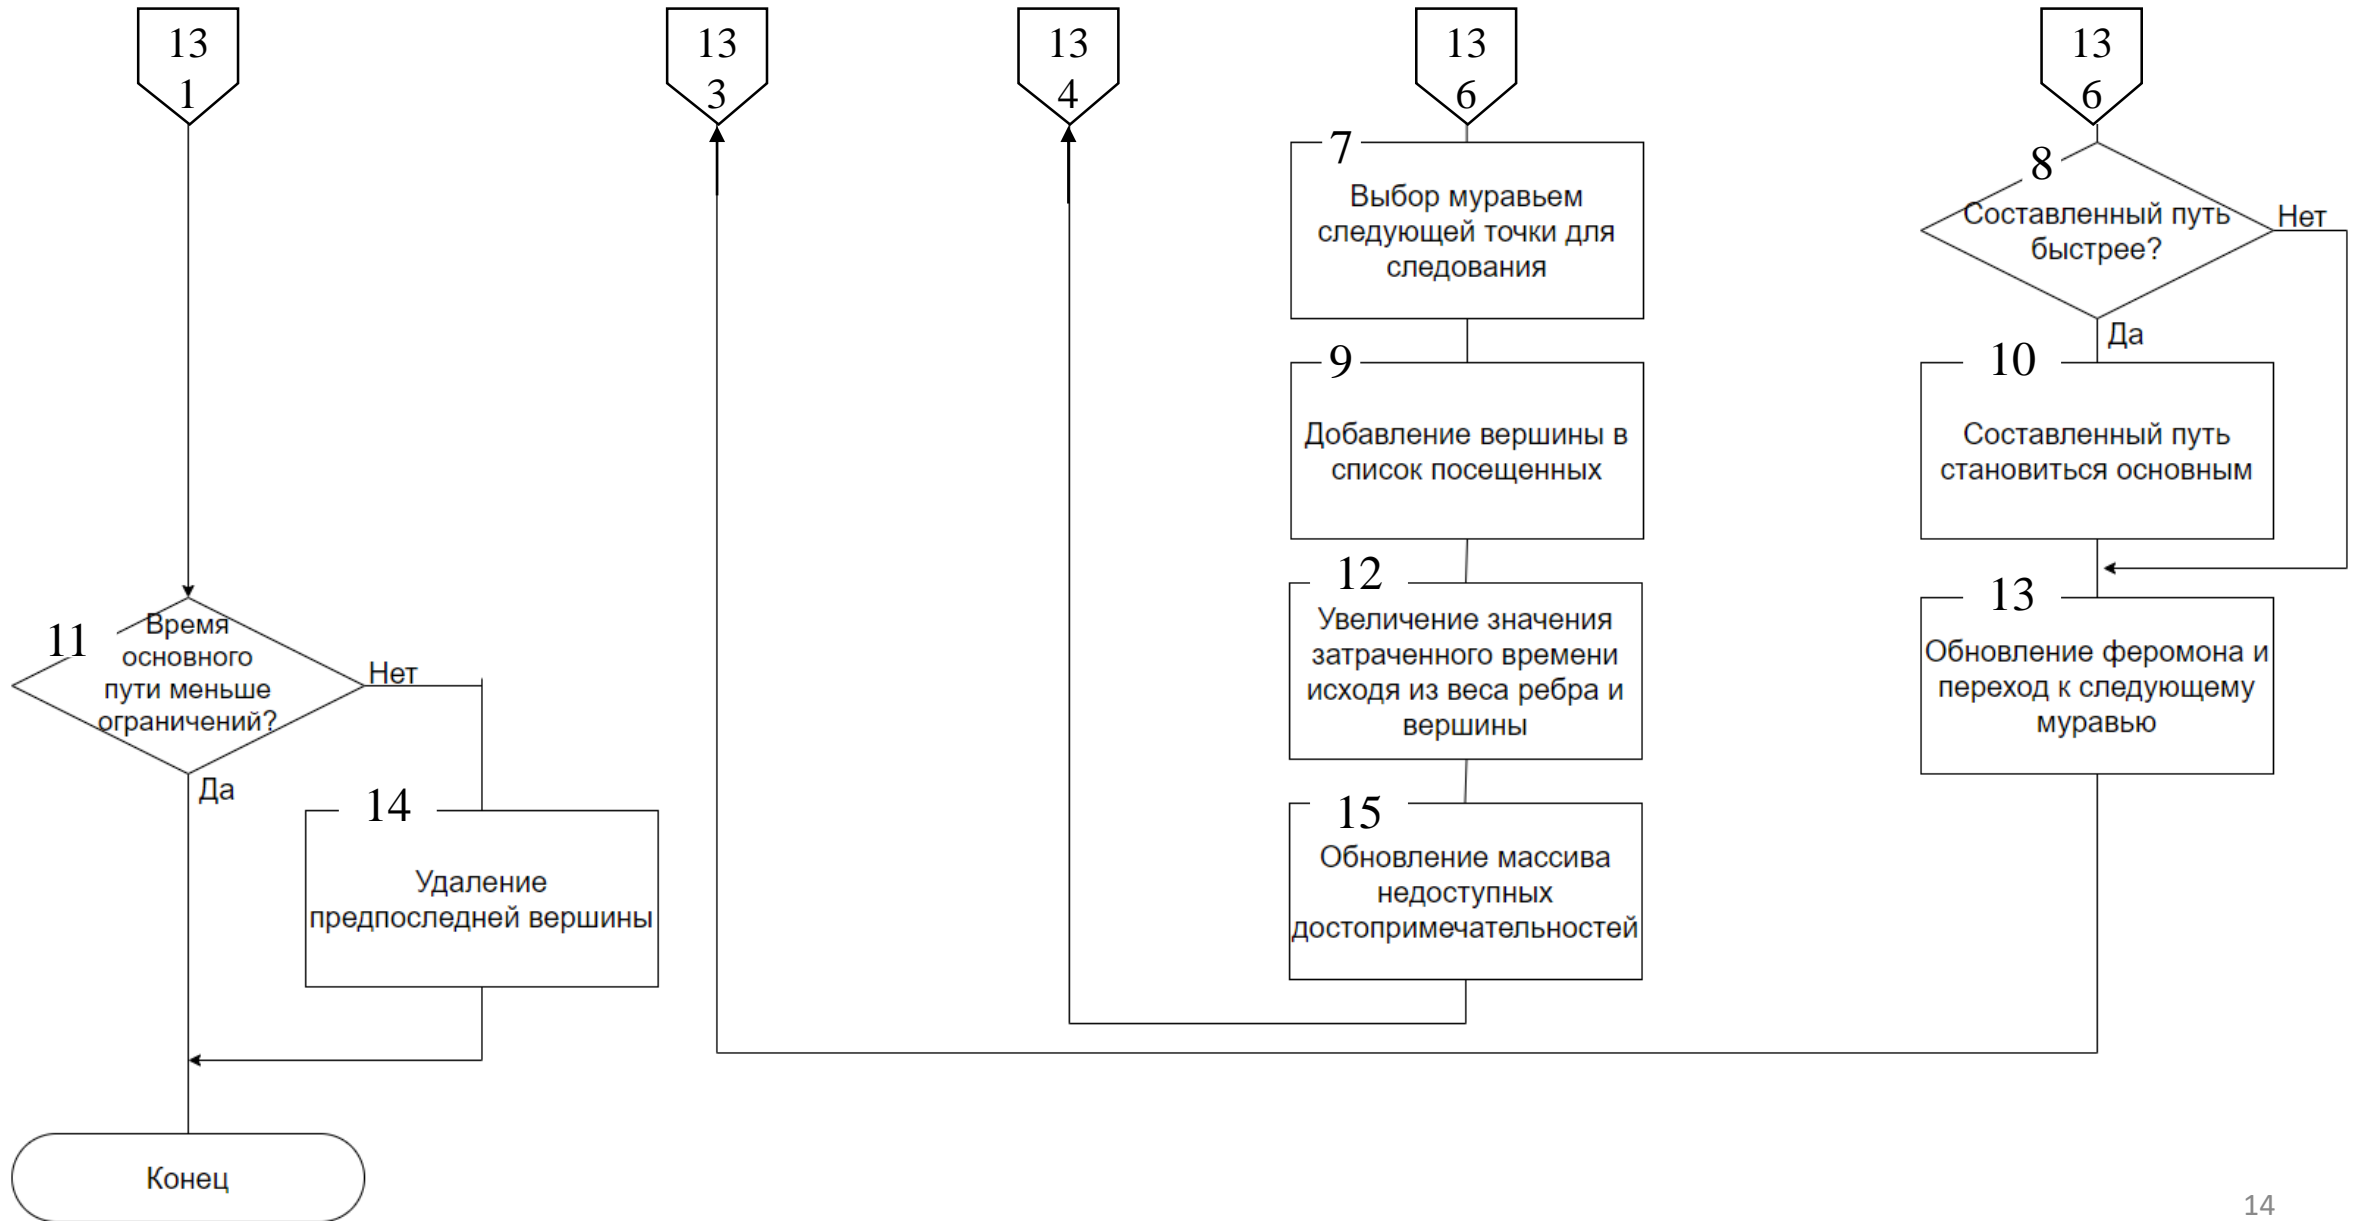 13
1
13
3
13
4
13
6
13
6
7
Выбор муравьем
следующей точки для
следования
8
Составленный путь
быстрее?
Нет
Да
9
Добавление вершины в
список посещенных
10
Составленный путь
становиться основным
11
Время
основного
пути меньше
ограничений?
Нет
Да
12
Увеличение значения
затраченного времени
исходя из веса ребра и
вершины
13
Обновление феромона и
переход к следующему
муравью
14
Удаление
предпоследней вершины
15
Обновление массива
недоступных
достопримечательностей
Конец
14